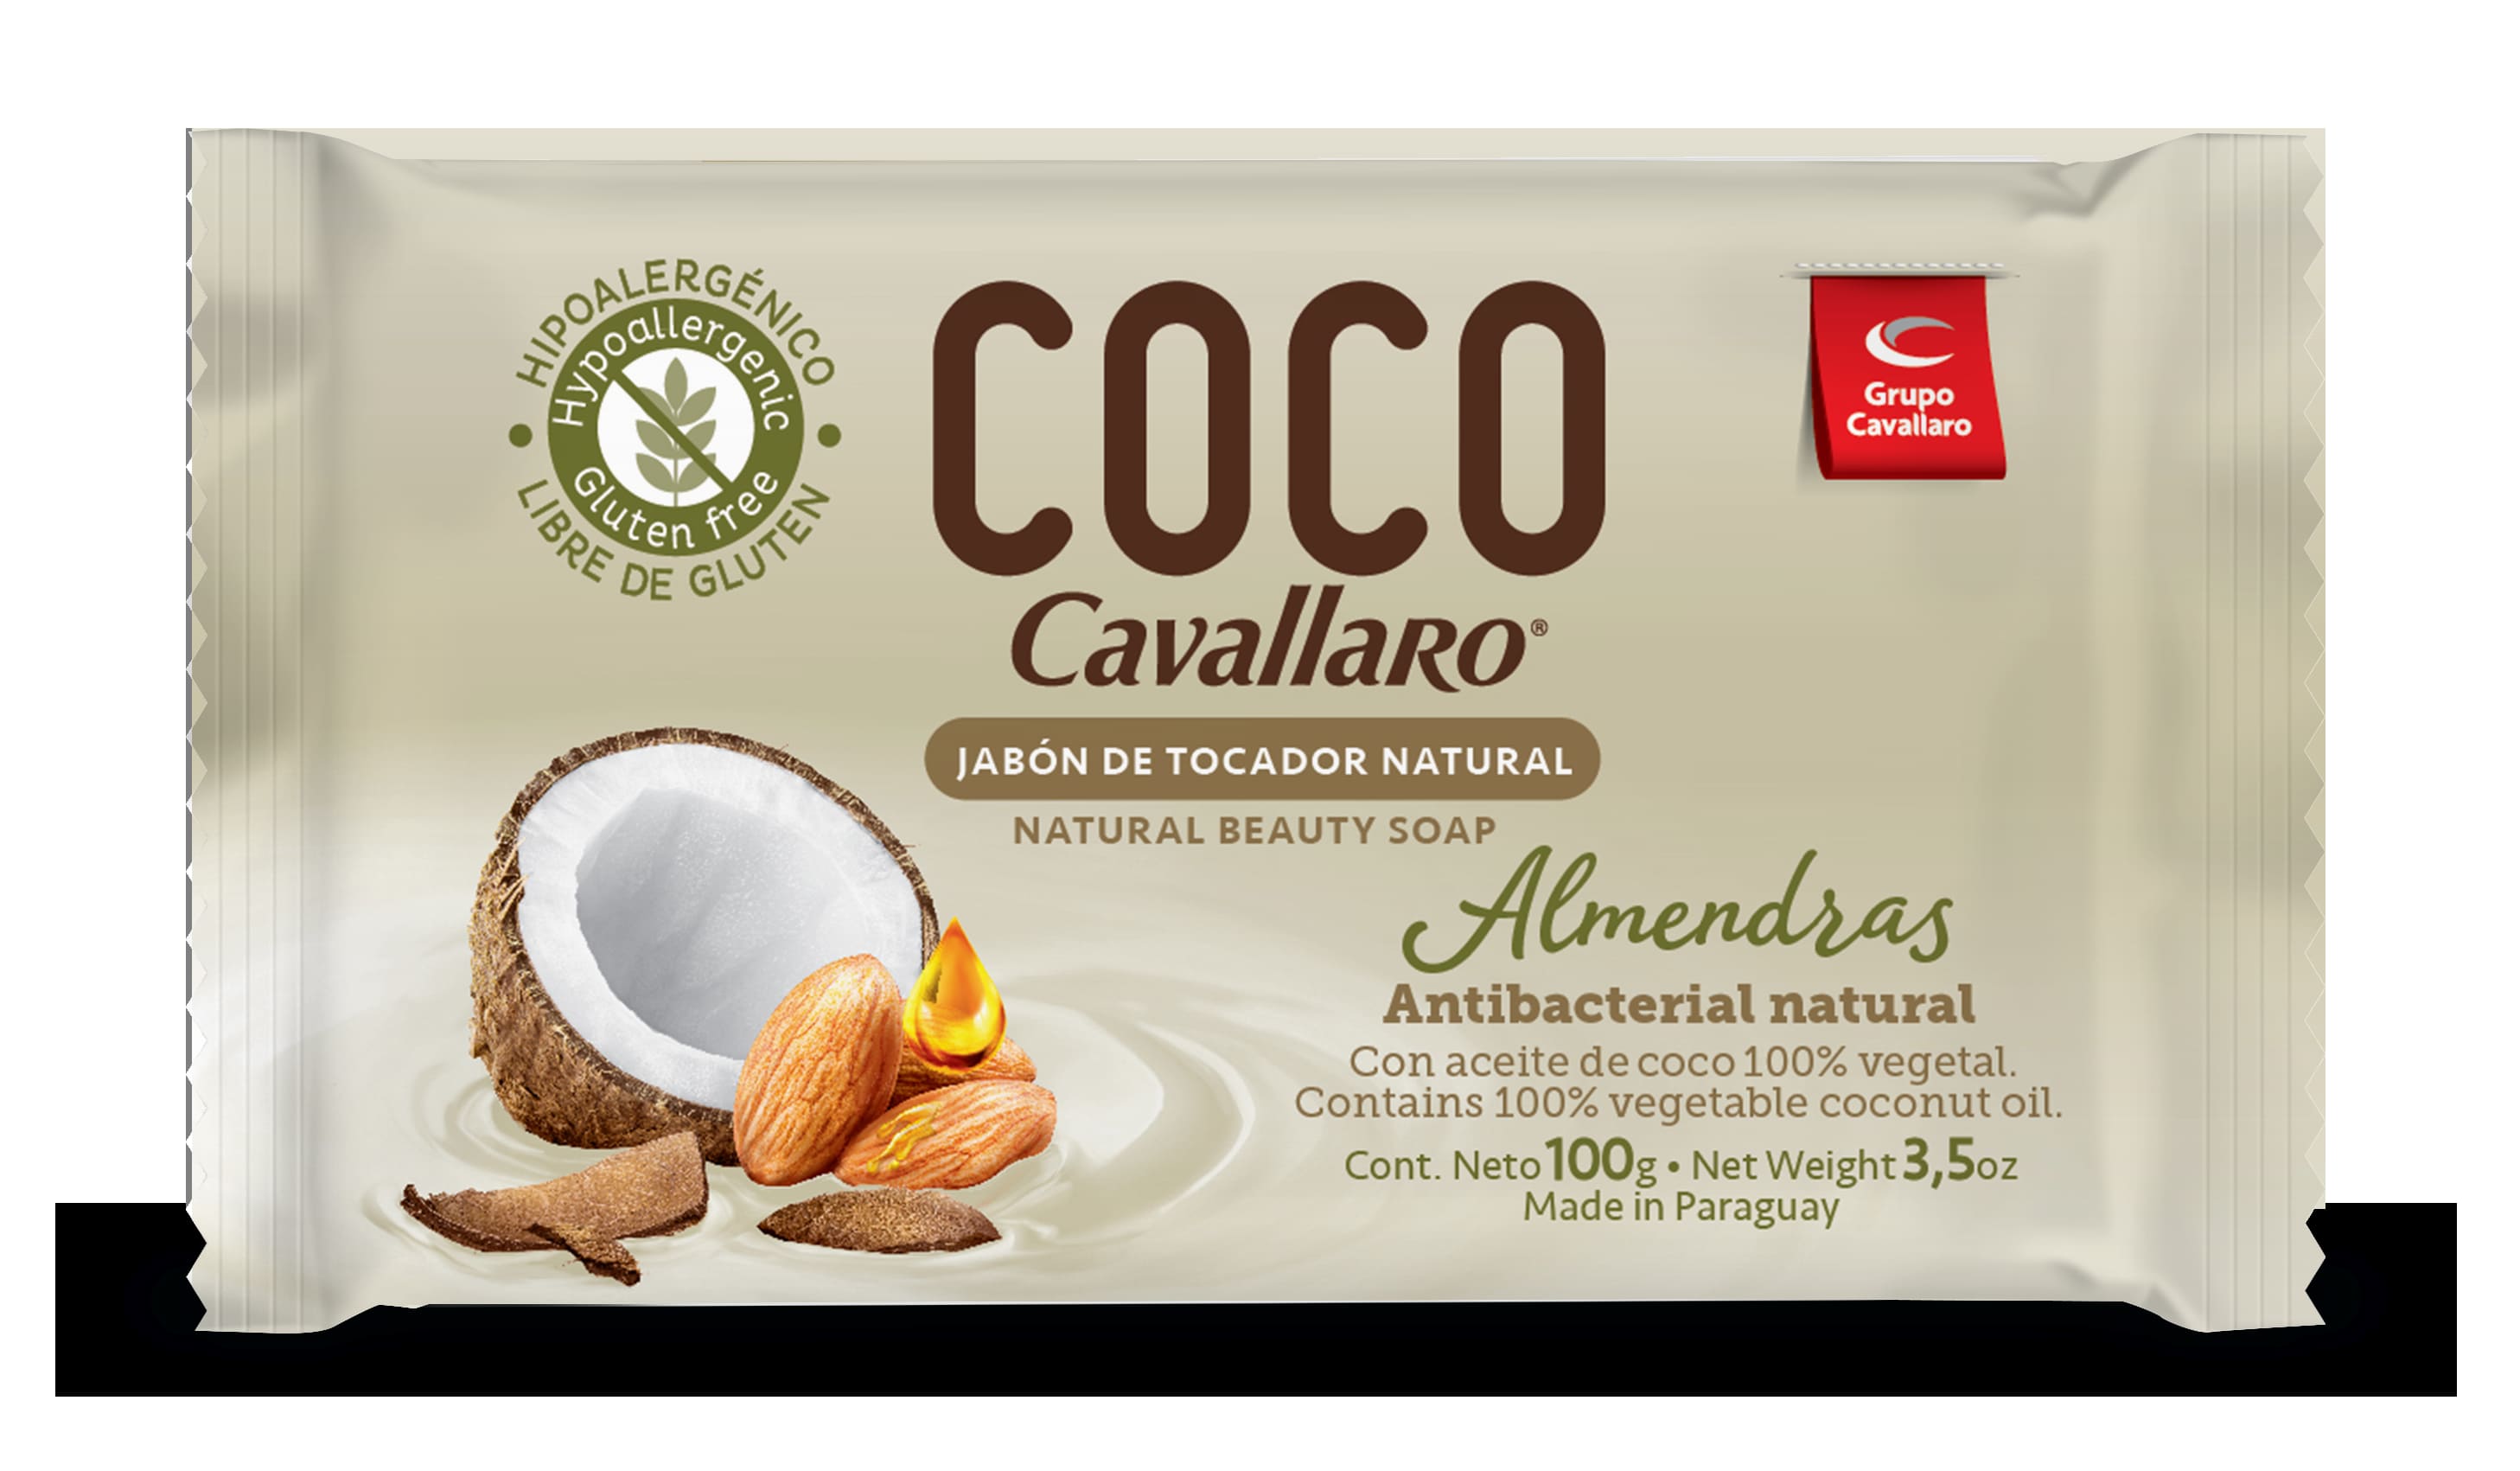 HIPOALERGÉNICO
Hypoallergenic
Gluten free
LIBRE DE GLUTEN
COCO
Cavallaro®
Grupo
Cavallaro
JABÓN DE TOCADOR NATURAL
NATURAL BEAUTY SOAP
Almendras
Antibacterial natural
Con aceite de coco 100% vegetal.
Contains 100% vegetable coconut oil.
Cont. Neto 100g • Net Weight 3,5oz
Made in Paraguay